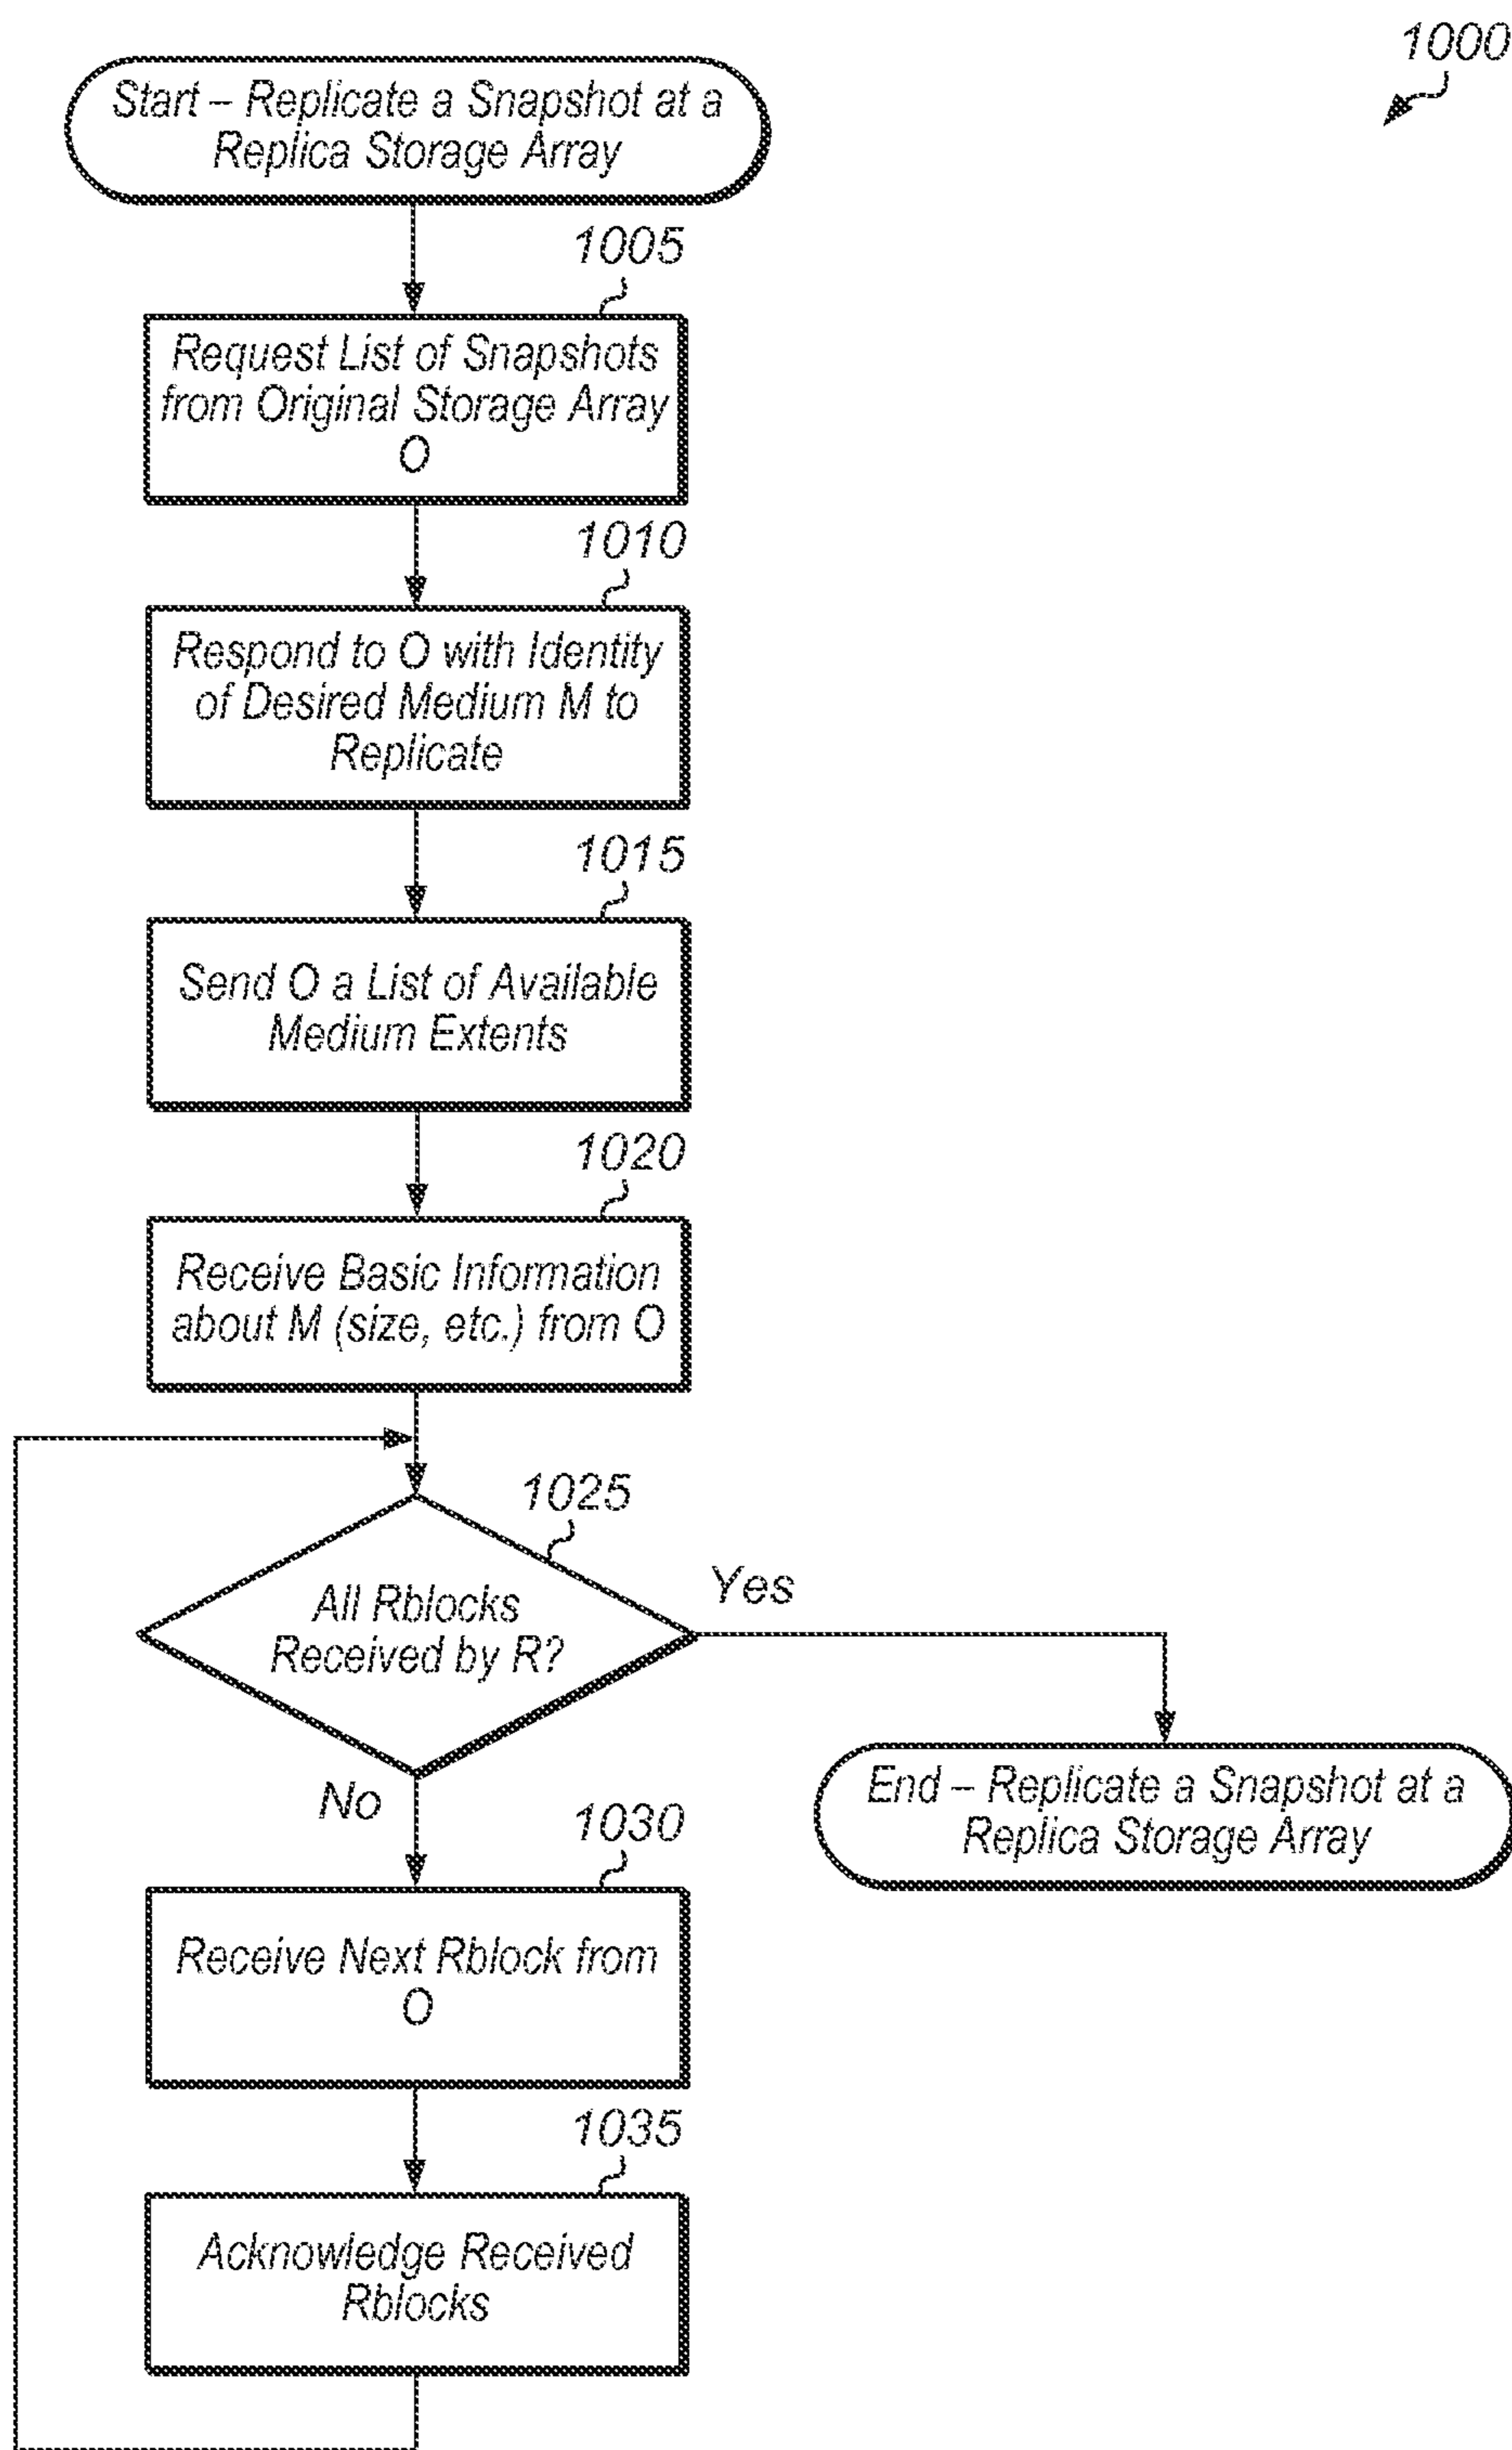 1000
Start – Replicate a Snapshot at a
Replica Storage Array
1005
Request List of Snapshots
from Original Storage Array
O
1010
Respond to O with Identity
of Desired Medium M to
Replicate
1015
Send O a List of Available
Medium Extents
1020
Receive Basic Information
about M (size, etc.) from O
1025
All Rblocks
Received by R?
Yes
No
End – Replicate a Snapshot at a
Replica Storage Array
1030
Receive Next Rblock from
O
1035
Acknowledge Received
Rblocks